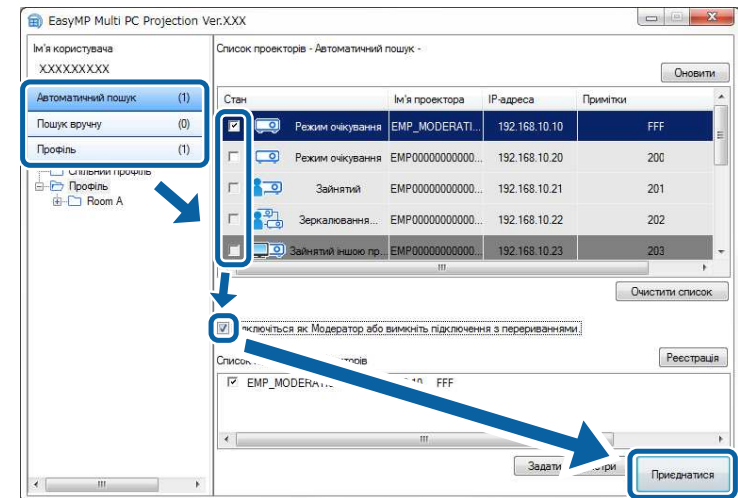 EasyMP Multi PC Projection Ver.X.XX
Ім'я користувача
XXXXXXXXX
Автоматичний пошук (1)
Пошук вручну (0)
Профіль (1)
Спільний профіль
Профіль
Room A
Список проекторів - Автоматичний пошук -
Оновити
Стан Ім'я проектора IP-адреса Примітки
Режим очікування EMP_MODERATI... 192.168.10.10 FFF
Режим очікування EMP00000000000... 192.168.10.20 200
Зайнятий EMP00000000000... 192.168.10.21 201
Зеркалювання... EMP00000000000... 192.168.10.22 202
Зайнятий іншою пр... EMP00000000000... 192.168.10.23 203
Очистити список
як Модератор або вимкніть підключення з перериваннями.
Реєстрація
FFF
Задати
Приєднатися